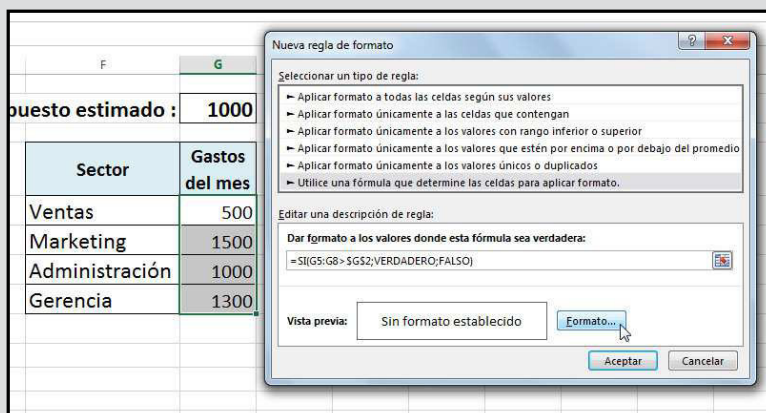 F G
puesto estimado : 1000
Sector Gastos del mes
Ventas 500
Marketing 1500
Administración 1000
Gerencia 1300
Nueva regla de formato
Seleccionar un tipo de regla:
► Aplicar formato a todas las celdas según sus valores
► Aplicar formato únicamente a las celdas que contengan
► Aplicar formato únicamente a los valores con rango inferior o superior
► Aplicar formato únicamente a los valores que estén por encima o por debajo del promedio
► Aplicar formato únicamente a los valores únicos o duplicados
► Utilice una fórmula que determine las celdas para aplicar formato.
Editar una descripción de regla:
Dar formato a los valores donde esta fórmula sea verdadera:
=SI(G5:G8>$G$2;VERDADERO;FALSO)
Vista previa: Sin formato establecido Formato...
Aceptar Cancelar